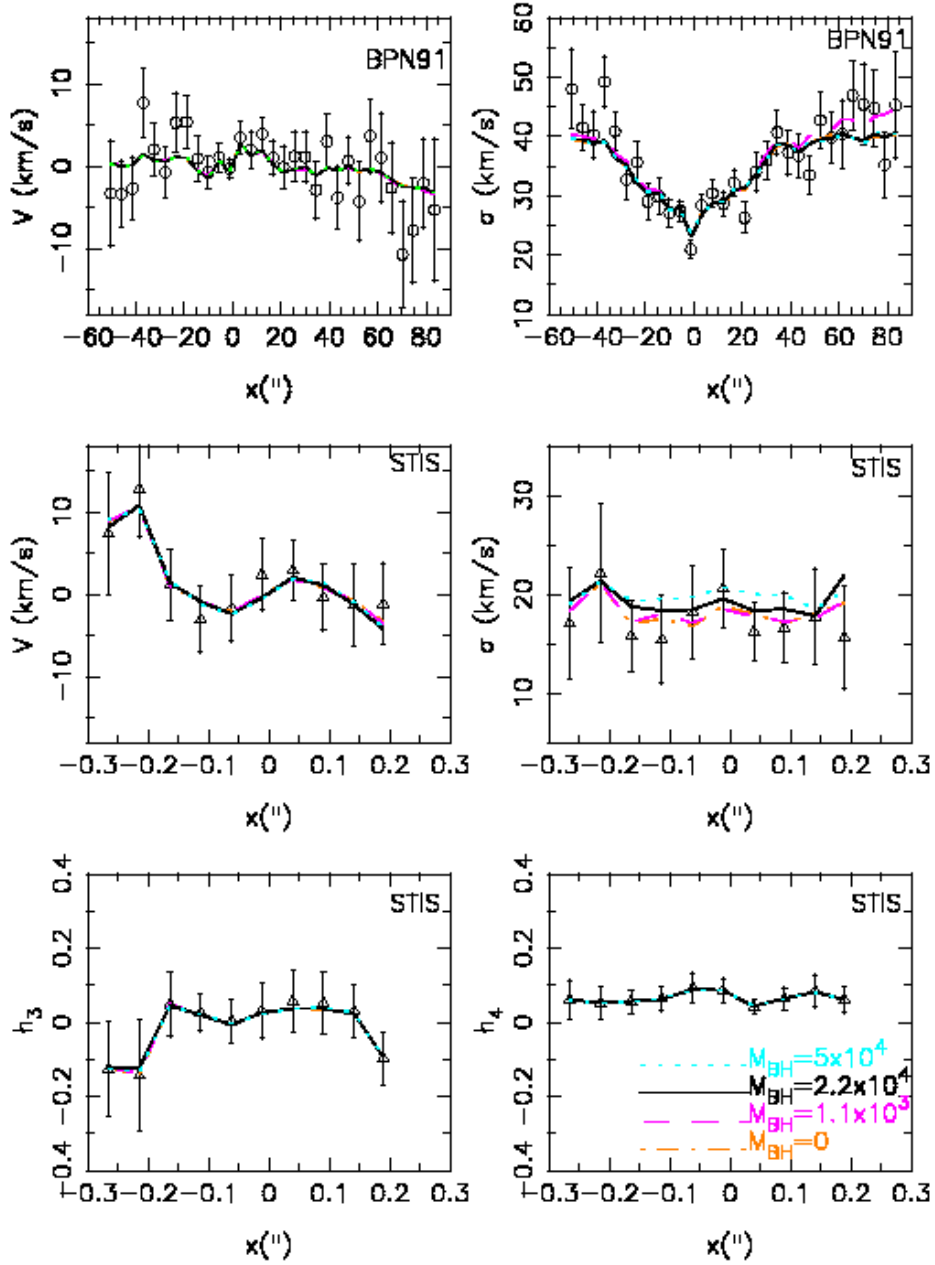 BPN91
10
0
−10
V (km/s)
−60 −40 −20 0 20 40 60 80
x(")
BPN91
60
50
40
30
20
10
σ (km/s)
−60 −40 −20 0 20 40 60 80
x(")
STIS
10
0
−10
V (km/s)
−0.3 −0.2 −0.1 0 0.1 0.2 0.3
x(")
STIS
30
20
10
σ (km/s)
−0.3 −0.2 −0.1 0 0.1 0.2 0.3
x(")
STIS
0.4
0.2
0
−0.2
0.4
h3
−0.3 −0.2 −0.1 0 0.1 0.2 0.3
x(")
STIS
0.4
0.2
0
−0.2
0.4
h4
M_BH=5x10^4
M_BH=2.2x10^4
M_BH=1.1x10^3
M_BH=0
−0.3 −0.2 −0.1 0 0.1 0.2 0.3
x(")